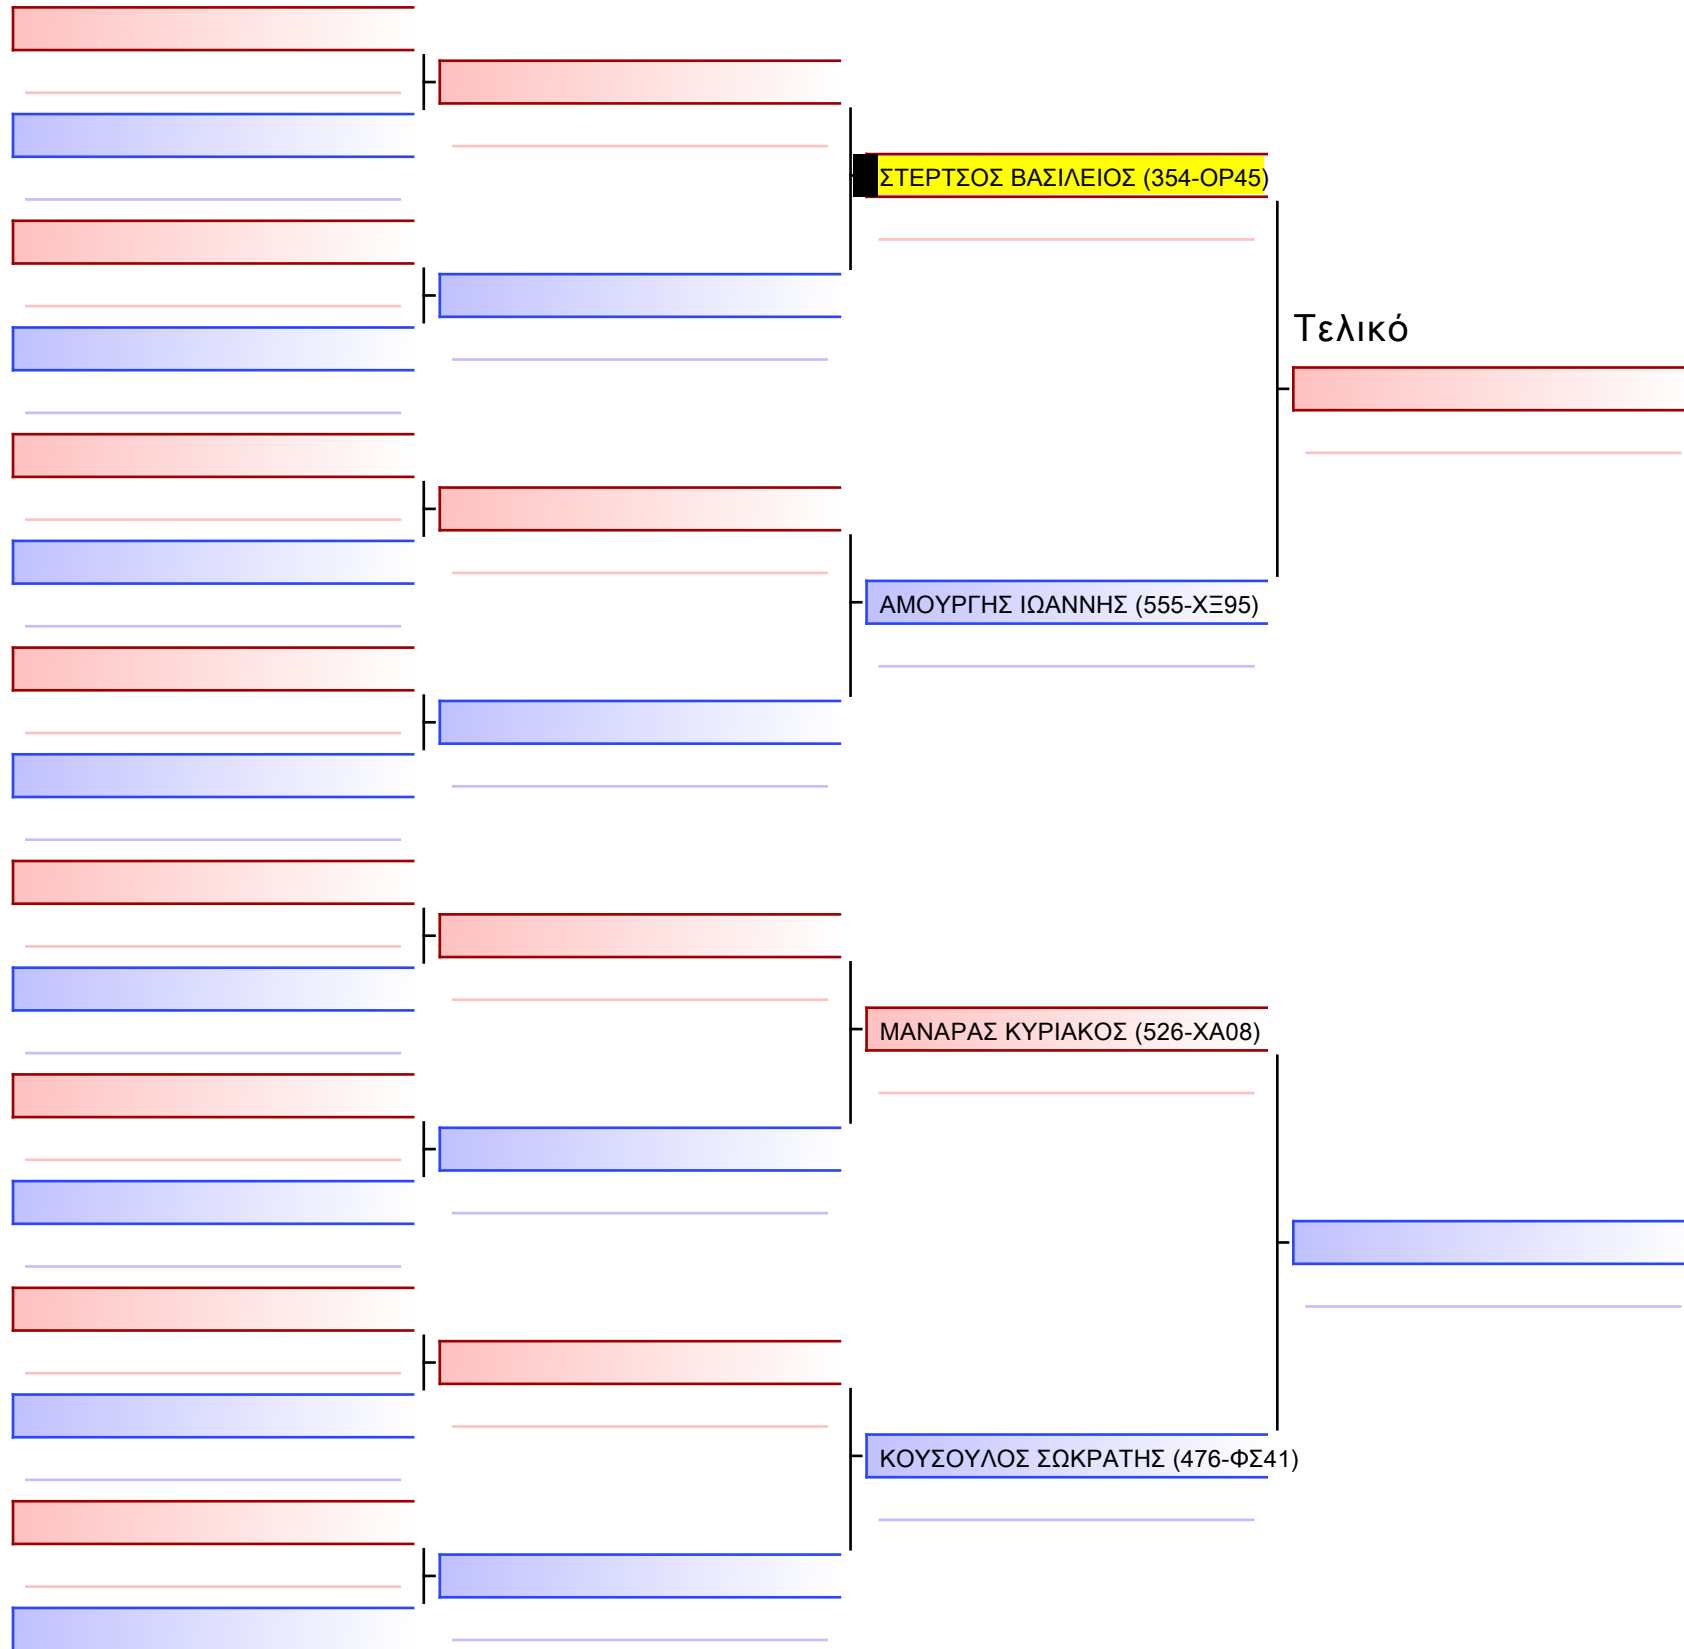 ΣΤΕΡΤΣΟΣ ΒΑΣΙΛΕΙΟΣ (354-ΟΡ45)
Τελικό
ΑΜΟΥΡΓΗΣ ΙΩΑΝΝΗΣ (555-ΧΞ95)
ΜΑΝΑΡΑΣ ΚΥΡΙΑΚΟΣ (526-ΧΑ08)
ΚΟΥΣΟΥΛΟΣ ΣΩΚΡΑΤΗΣ (476-ΦΣ41)